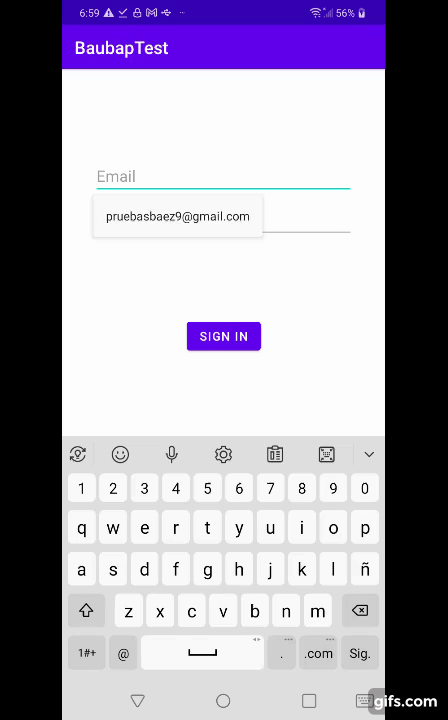 6:59 56%
BaubapTest
Email
pruebasbaez9@gmail.com
SIGN IN
1 2 3 4 5 6 7 8 9 0
q w e r t y u i o p
a s d f g h j k l ñ
z x c v b n m
1#+ @ . .com Sig.
gifs.com